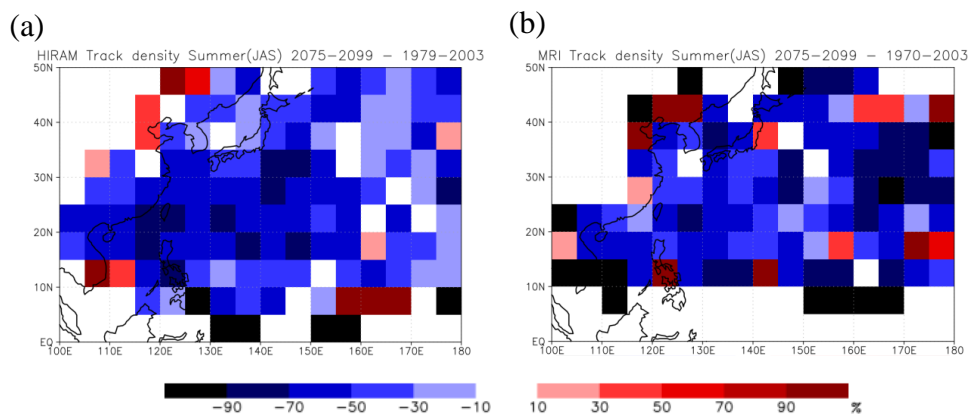 (a)
HIRAM Track density Summer(JAS) 2075-2099 - 1979-2003
50N
40N
30N
20N
10N
EQ
100E 110E 120E 130E 140E 150E 160E 170E 180
(b)
MRI Track density Summer(JAS) 2075-2099 - 1970-2003
50N
40N
30N
20N
10N
EQ
100E 110E 120E 130E 140E 150E 160E 170E 180
-90 -70 -50 -30 -10
10 30 50 70 90 %